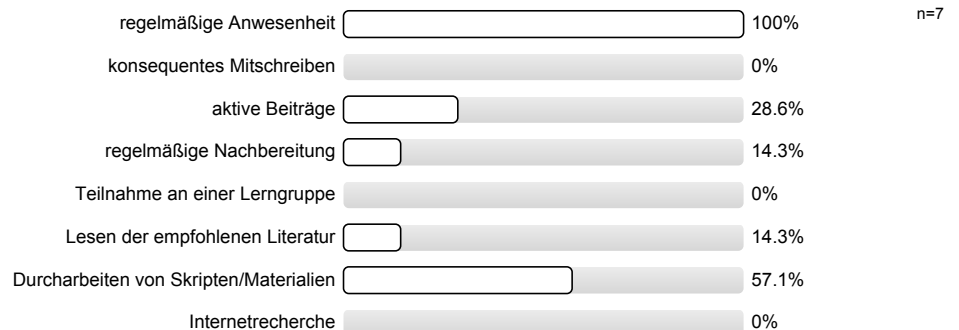 regelmäßige Anwesenheit 100% n=7
konsequentes Mitschreiben 0%
aktive Beiträge 28.6%
regelmäßige Nachbereitung 14.3%
Teilnahme an einer Lerngruppe 0%
Lesen der empfohlenen Literatur 14.3%
Durcharbeiten von Skripten/Materialien 57.1%
Internetrecherche 0%